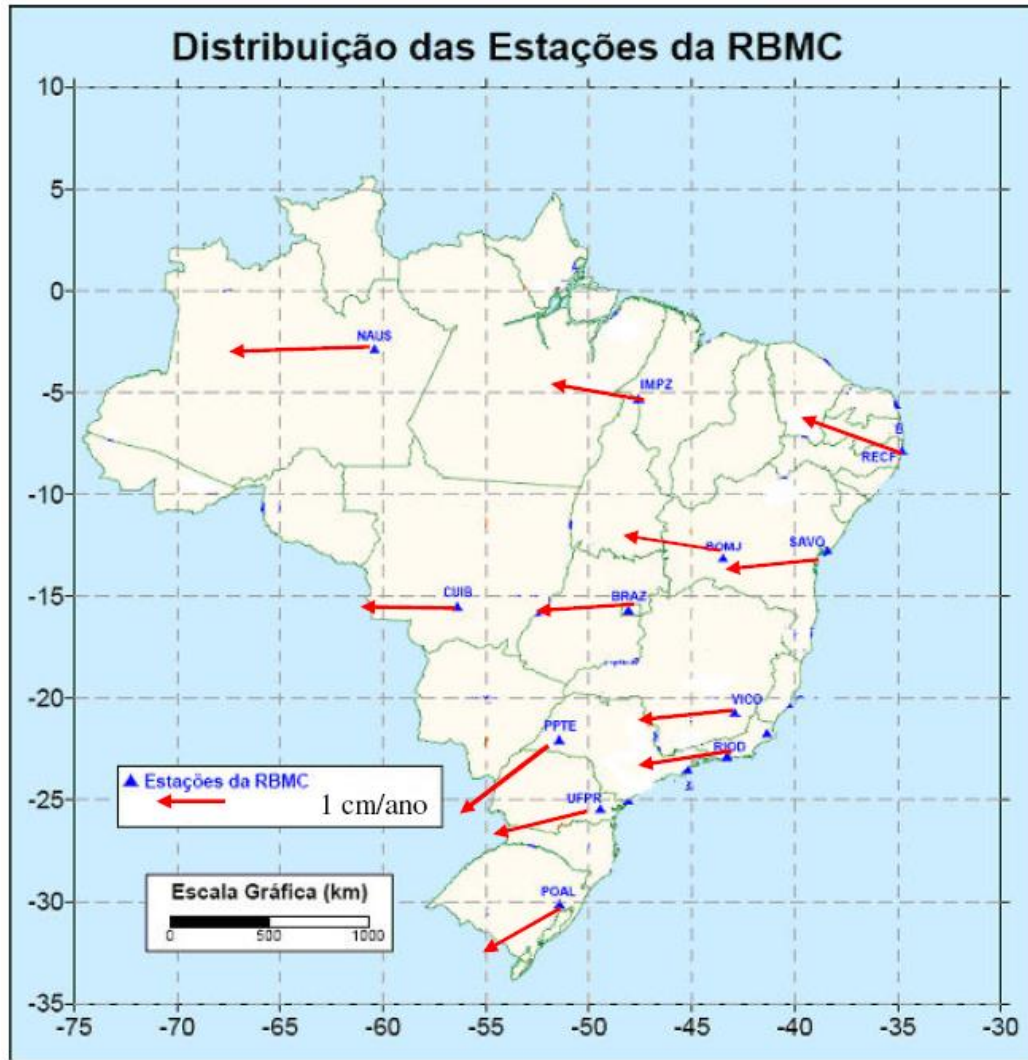 Distribuição das Estações da RBMC
10
5
0
-5
-10
-15
-20
-25
-30
-35
NAUS
IMPZ
B
RECF
BOMJ
SAVO
CUIB
BRAZ
VICO
PPTE
RIOD
Estações da RBMC
1 cm/ano
UFPR
Escala Gráfica (km)
0 500 1000
POAL
-75 -70 -65 -60 -55 -50 -45 -40 -35 -30